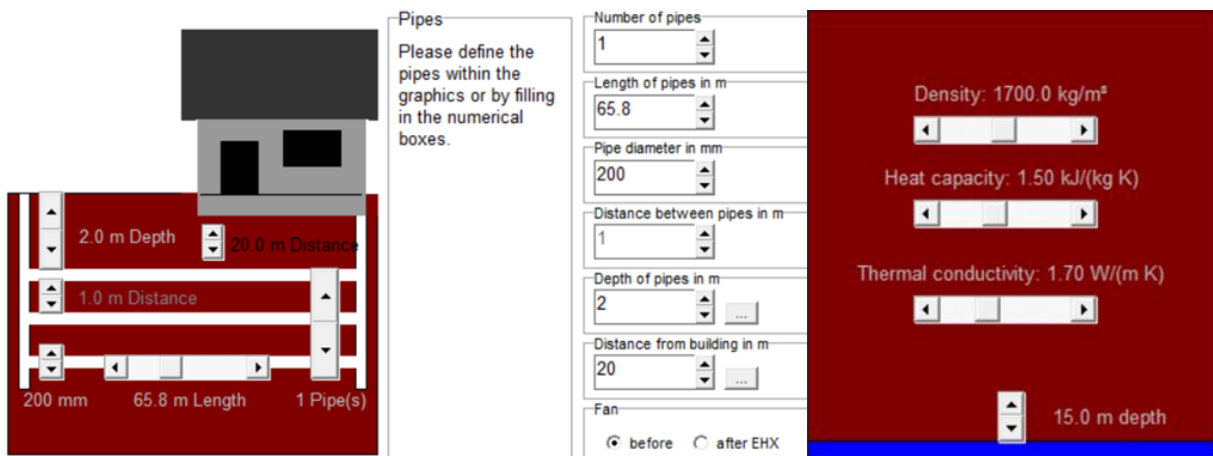 2.0 m Depth
20.0 m Distance
1.0 m Distance
200 mm
65.8 m Length
1 Pipe(s)
Pipes
Please define the
pipes within the
graphics or by filling
in the numerical
boxes.
Number of pipes
1
Length of pipes in m
65.8
Pipe diameter in mm
200
Distance between pipes in m
1
Depth of pipes in m
2
...
Distance from building in m
20
...
Fan
before
after EHX
Density: 1700.0 kg/m³
Heat capacity: 1.50 kJ/(kg K)
Thermal conductivity: 1.70 W/(m K)
15.0 m depth